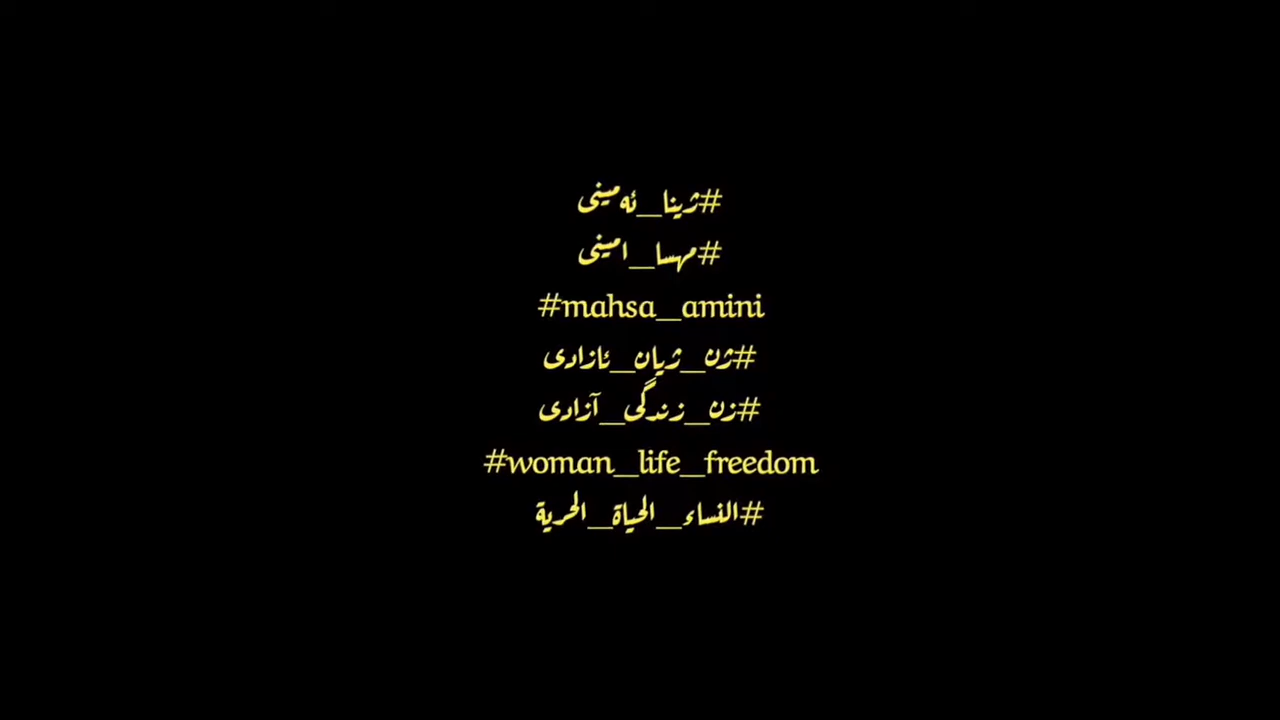 #ژینا_ئەمینی
#مهسا_امینی
#mahsa_amini
#ژن_ژیان_ئازادی
#زن_زندگی_آزادی
#woman_life_freedom
#النساء_الحياة_الحرية